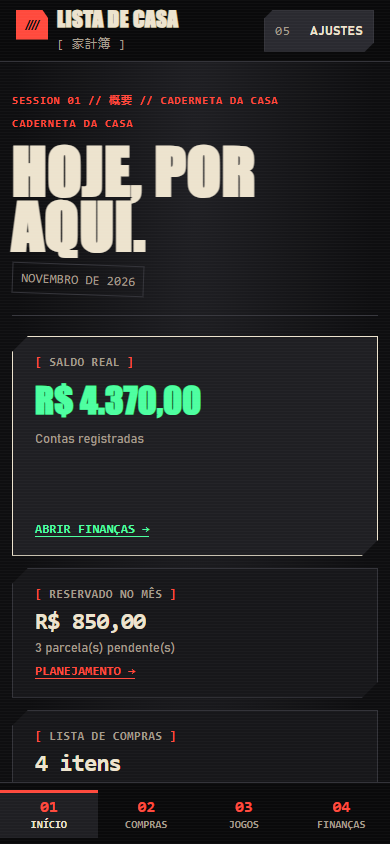 LISTA DE CASA
[ 家計簿 ]
05 AJUSTES
SESSION 01 // 概要 // CADERNETA DA CASA
CADERNETA DA CASA
HOJE, POR
AQUI.
NOVEMBRO DE 2026
[ SALDO REAL ]
R$ 4.370,00
Contas registradas
ABRIR FINANÇAS →
[ RESERVADO NO MÊS ]
R$ 850,00
3 parcela(s) pendente(s)
PLANEJAMENTO →
[ LISTA DE COMPRAS ]
4 itens
01 02 03 04
INÍCIO COMPRAS JOGOS FINANÇAS